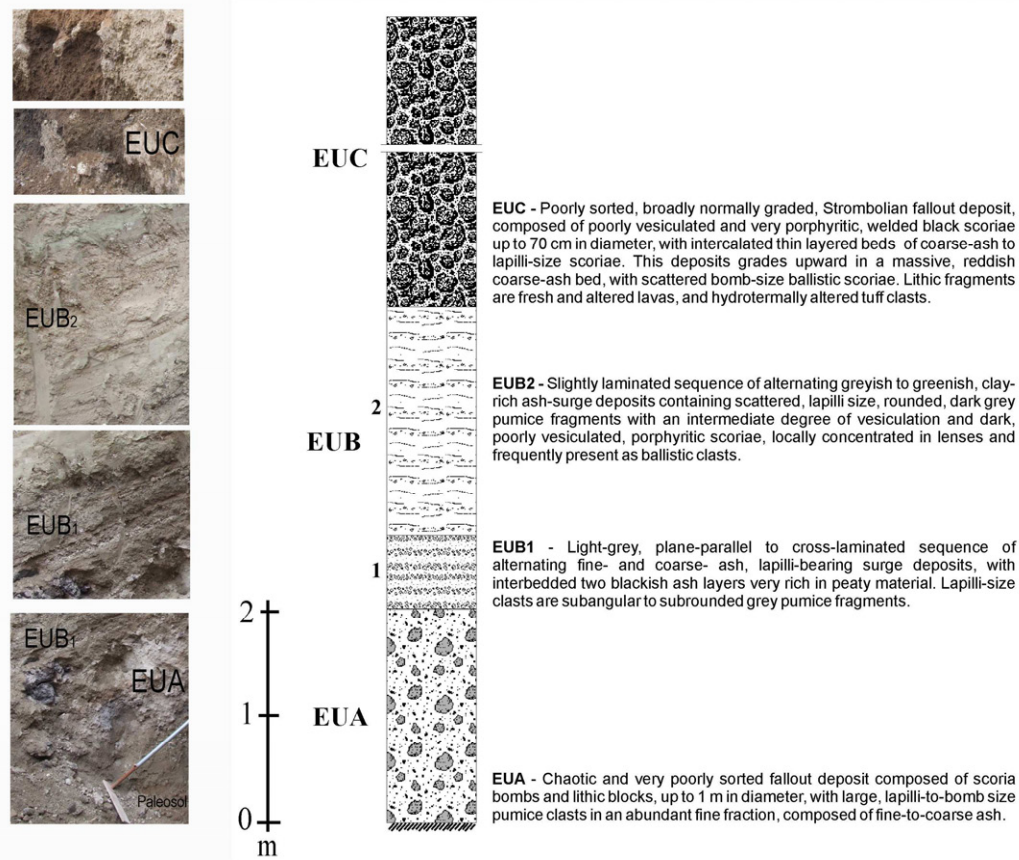 EUC
EUB2
EUB1
EUB1
EUA
Paleosol
EUC
2
EUB
1
EUA
2
1
0
m
EUC - Poorly sorted, broadly normally graded, Strombolian fallout deposit,
composed of poorly vesiculated and very porphyritic, welded black scoriae
up to 70 cm in diameter, with intercalated thin layered beds of coarse-ash to
lapilli-size scoriae. This deposits grades upward in a massive, reddish
coarse-ash bed, with scattered bomb-size ballistic scoriae. Lithic fragments
are fresh and altered lavas, and hydrotermally altered tuff clasts.
EUB2 - Slightly laminated sequence of alternating greyish to greenish, clay-
rich ash-surge deposits containing scattered, lapilli size, rounded, dark grey
pumice fragments with an intermediate degree of vesiculation and dark,
poorly vesiculated, porphyritic scoriae, locally concentrated in lenses and
frequently present as ballistic clasts.
EUB1 - Light-grey, plane-parallel to cross-laminated sequence of
alternating fine- and coarse- ash, lapilli-bearing surge deposits, with
interbedded two blackish ash layers very rich in peaty material. Lapilli-size
clasts are subangular to subrounded grey pumice fragments.
EUA - Chaotic and very poorly sorted fallout deposit composed of scoria
bombs and lithic blocks, up to 1 m in diameter, with large, lapilli-to-bomb size
pumice clasts in an abundant fine fraction, composed of fine-to-coarse ash.